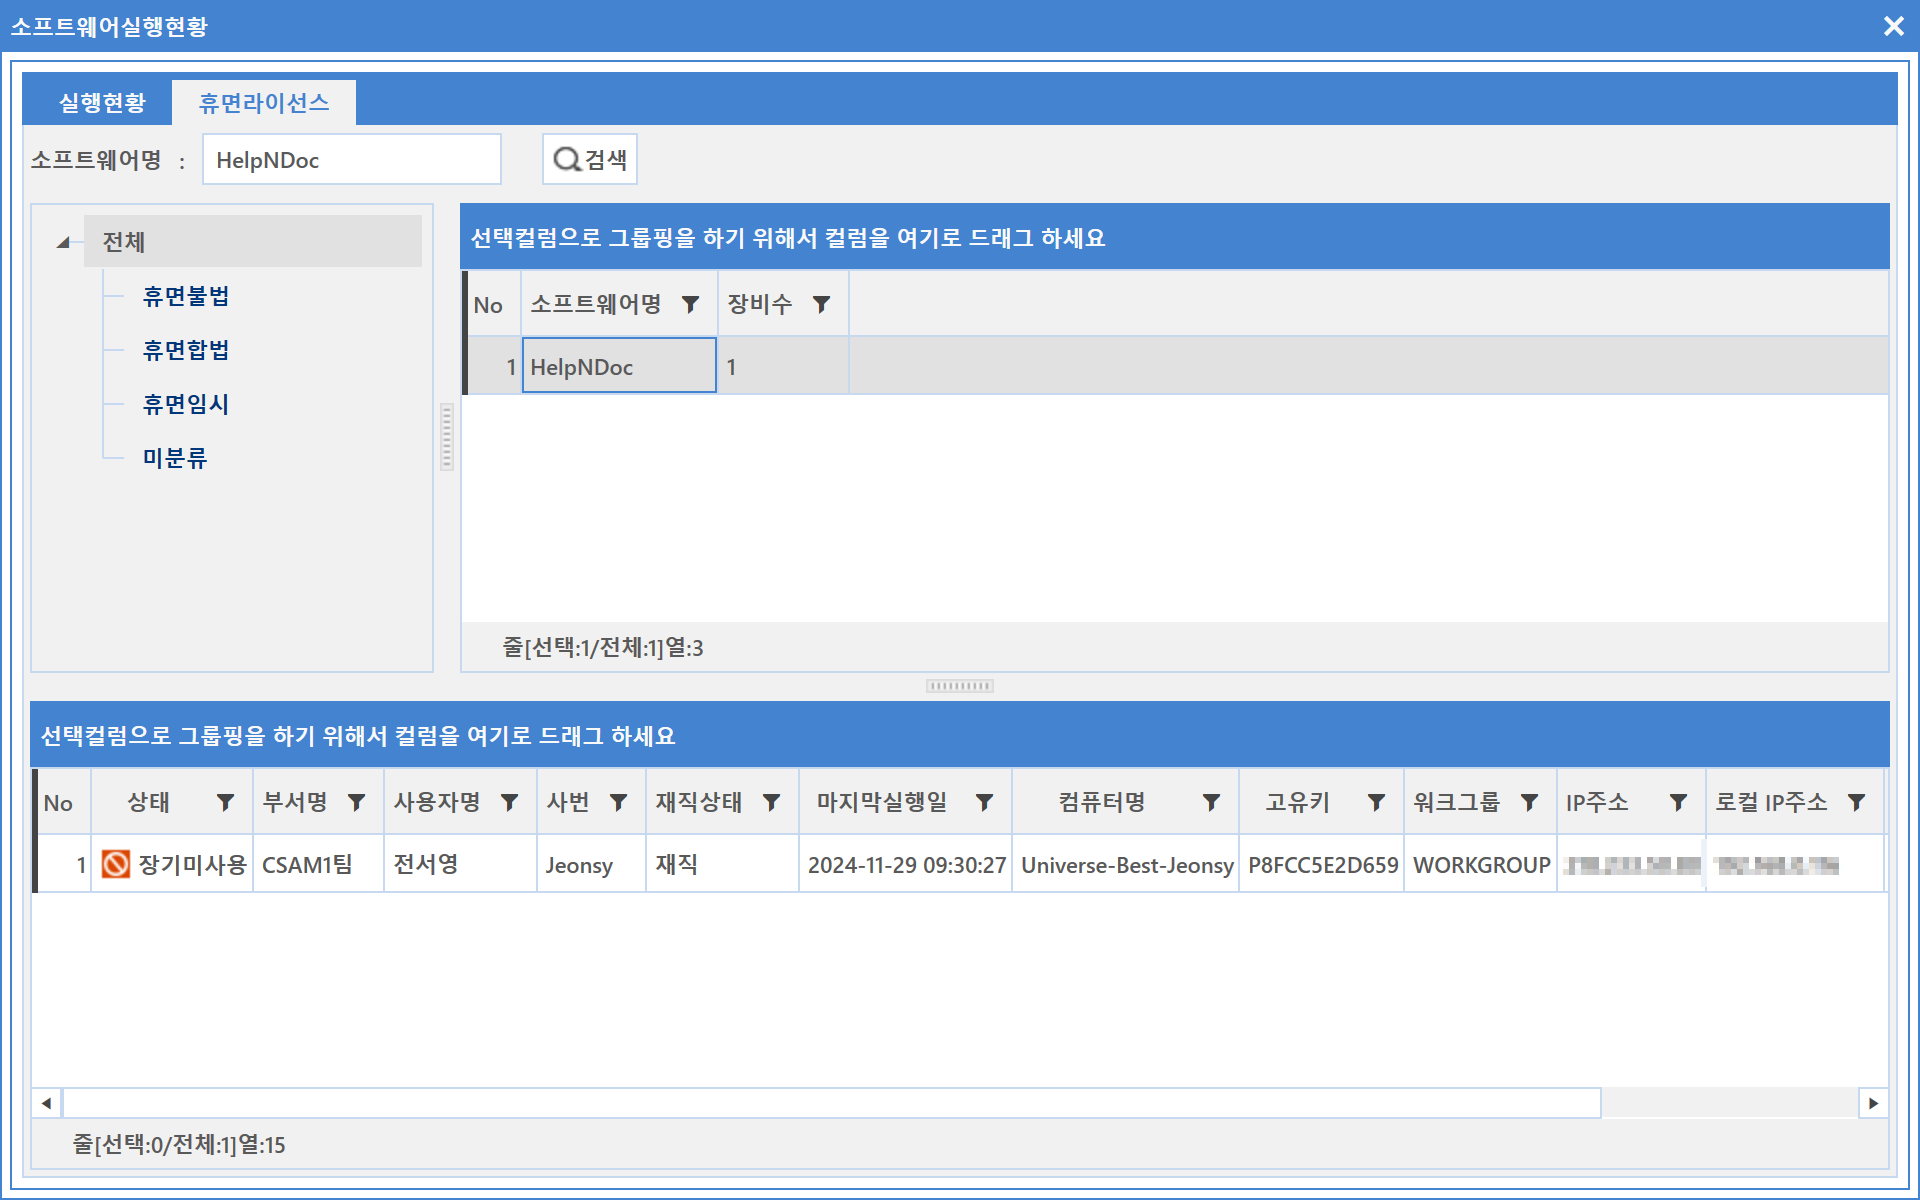 소프트웨어실행현황
실행현황 휴면라이선스
소프트웨어명 : HelpNDoc 검색
전체
휴면불법
휴면합법
휴면임시
미분류
선택컬럼으로 그룹핑을 하기 위해서 컬럼을 여기로 드래그 하세요
No 소프트웨어명 장비수
1 HelpNDoc 1
줄[선택:1/전체:1]열:3
선택컬럼으로 그룹핑을 하기 위해서 컬럼을 여기로 드래그 하세요
No 상태 부서명 사용자명 사번 재직상태 마지막실행일 컴퓨터명 고유키 워크그룹 IP주소 로컬 IP주소
1 장기미사용 CSAM1팀 전서영 Jeonsy 재직 2024-11-29 09:30:27 Universe-Best-Jeonsy P8FCC5E2D659 WORKGROUP
줄[선택:0/전체:1]열:15